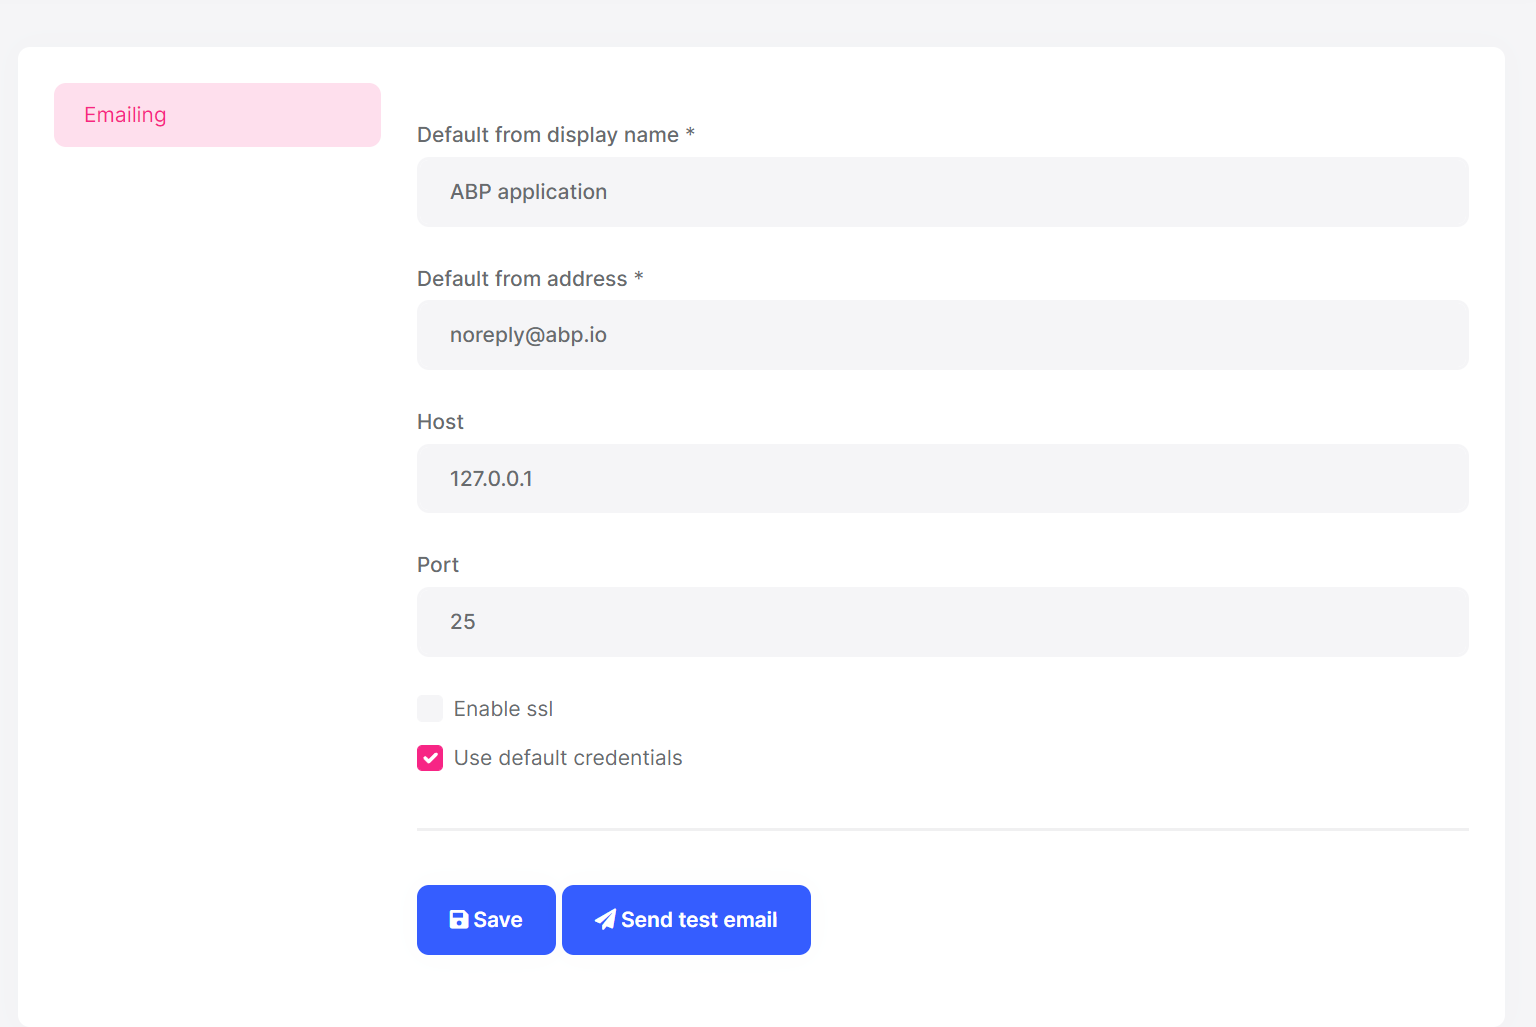 Emailing
Default from display name *
ABP application
Default from address *
noreply@abp.io
Host
127.0.0.1
Port
25
Enable ssl
Use default credentials
Save
Send test email